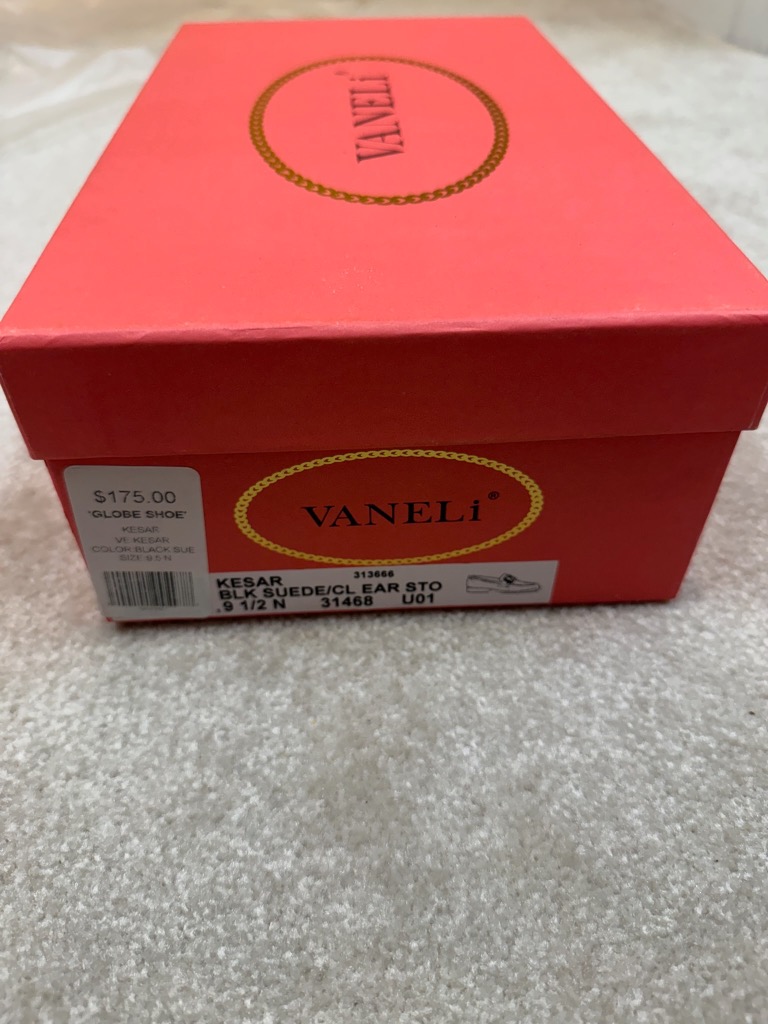 VANELi®
$175.00
'GLOBE SHOE'
KESAR
VE KESAR
COLOR:BLACK SUE
SIZE:9.5 N
VANELi®
313666
KESAR
BLK SUEDE/CL EAR STO
.9 1/2 N 31468 U01